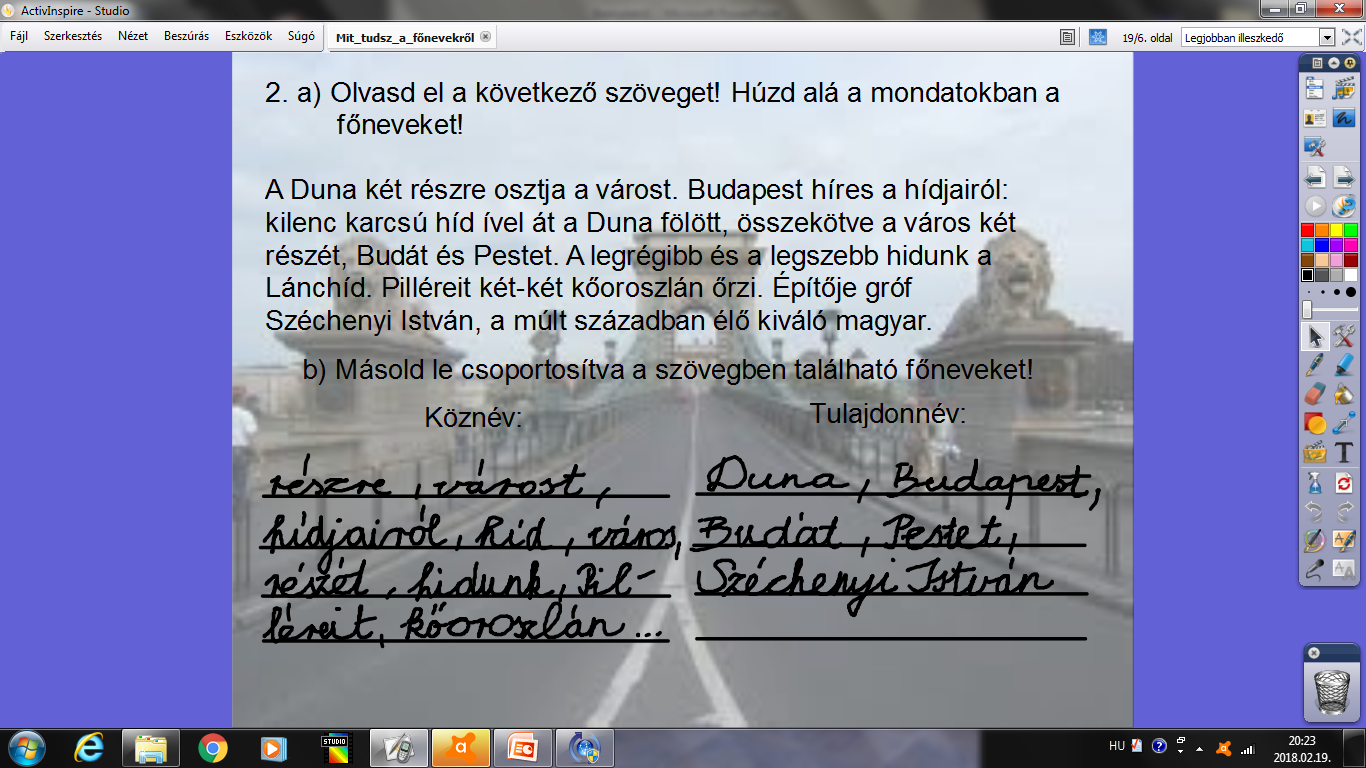 ActivInspire - Studio
Fájl Szerkesztés Nézet Beszúrás Eszközök Súgó Mit_tudsz_a_főnevekről 19/6. oldal Legjobban illeszkedő
2. a) Olvasd el a következő szöveget! Húzd alá a mondatokban a
főneveket!
A Duna két részre osztja a várost. Budapest híres a hídjairól:
kilenc karcsú híd ível át a Duna fölött, összekötve a város két
részét, Budát és Pestet. A legrégibb és a legszebb hidunk a
Lánchíd. Pilléreit két-két kőoroszlán őrzi. Építője gróf
Széchenyi István, a múlt században élő kiváló magyar.
b) Másold le csoportosítva a szövegben található főneveket!
Köznév: Tulajdonnév:
részre, várost, Duna, Budapest,
hídjairól, híd, város, Budát, Pestet,
részét, hidunk, Pil- Széchenyi István
léreit, kőoroszlán ...
STUDIO
HU 20:23
2018.02.19.